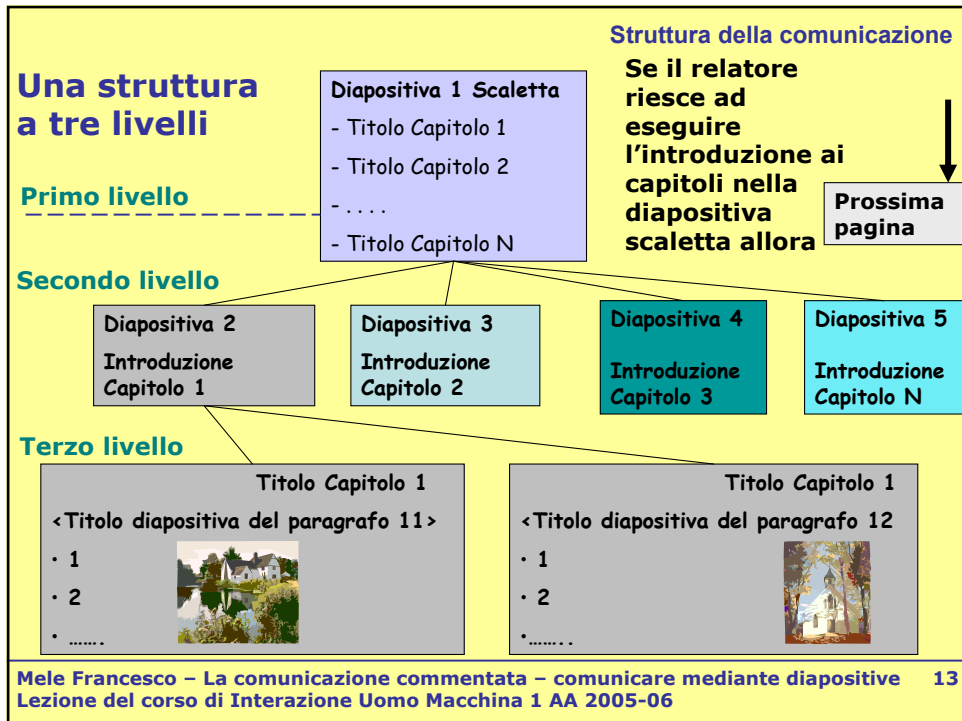 Struttura della comunicazione
Una struttura
a tre livelli
Diapositiva 1 Scaletta
- Titolo Capitolo 1
- Titolo Capitolo 2
- . . . .
- Titolo Capitolo N
Se il relatore
riesce ad
eseguire
l’introduzione ai
capitoli nella
diapositiva
scaletta allora
Prossima
pagina
Primo livello
Secondo livello
Diapositiva 2
Introduzione
Capitolo 1
Diapositiva 3
Introduzione
Capitolo 2
Diapositiva 4
Introduzione
Capitolo 3
Diapositiva 5
Introduzione
Capitolo N
Terzo livello
Titolo Capitolo 1
<Titolo diapositiva del paragrafo 11>
• 1
• 2
• …….
Titolo Capitolo 1
<Titolo diapositiva del paragrafo 12
• 1
• 2
•……..
Mele Francesco – La comunicazione commentata – comunicare mediante diapositive 13
Lezione del corso di Interazione Uomo Macchina 1 AA 2005-06